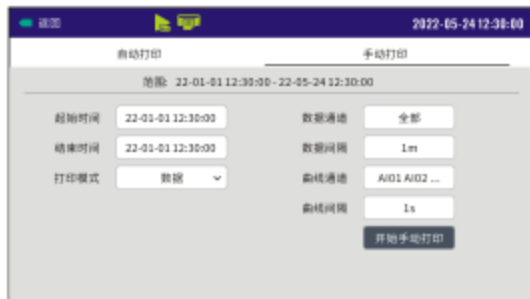 返回 2022-05-24 12:30:00
自动打印 手动打印
范围: 22-01-01 12:30:00 - 22-05-24 12:30:00
起始时间 22-01-01 12:30:00 数据通道 全部
结束时间 22-01-01 12:30:00 数据间隔 1m
打印模式 数据 曲线通道 AI01 AI02 ...
曲线间隔 1s
开始手动打印